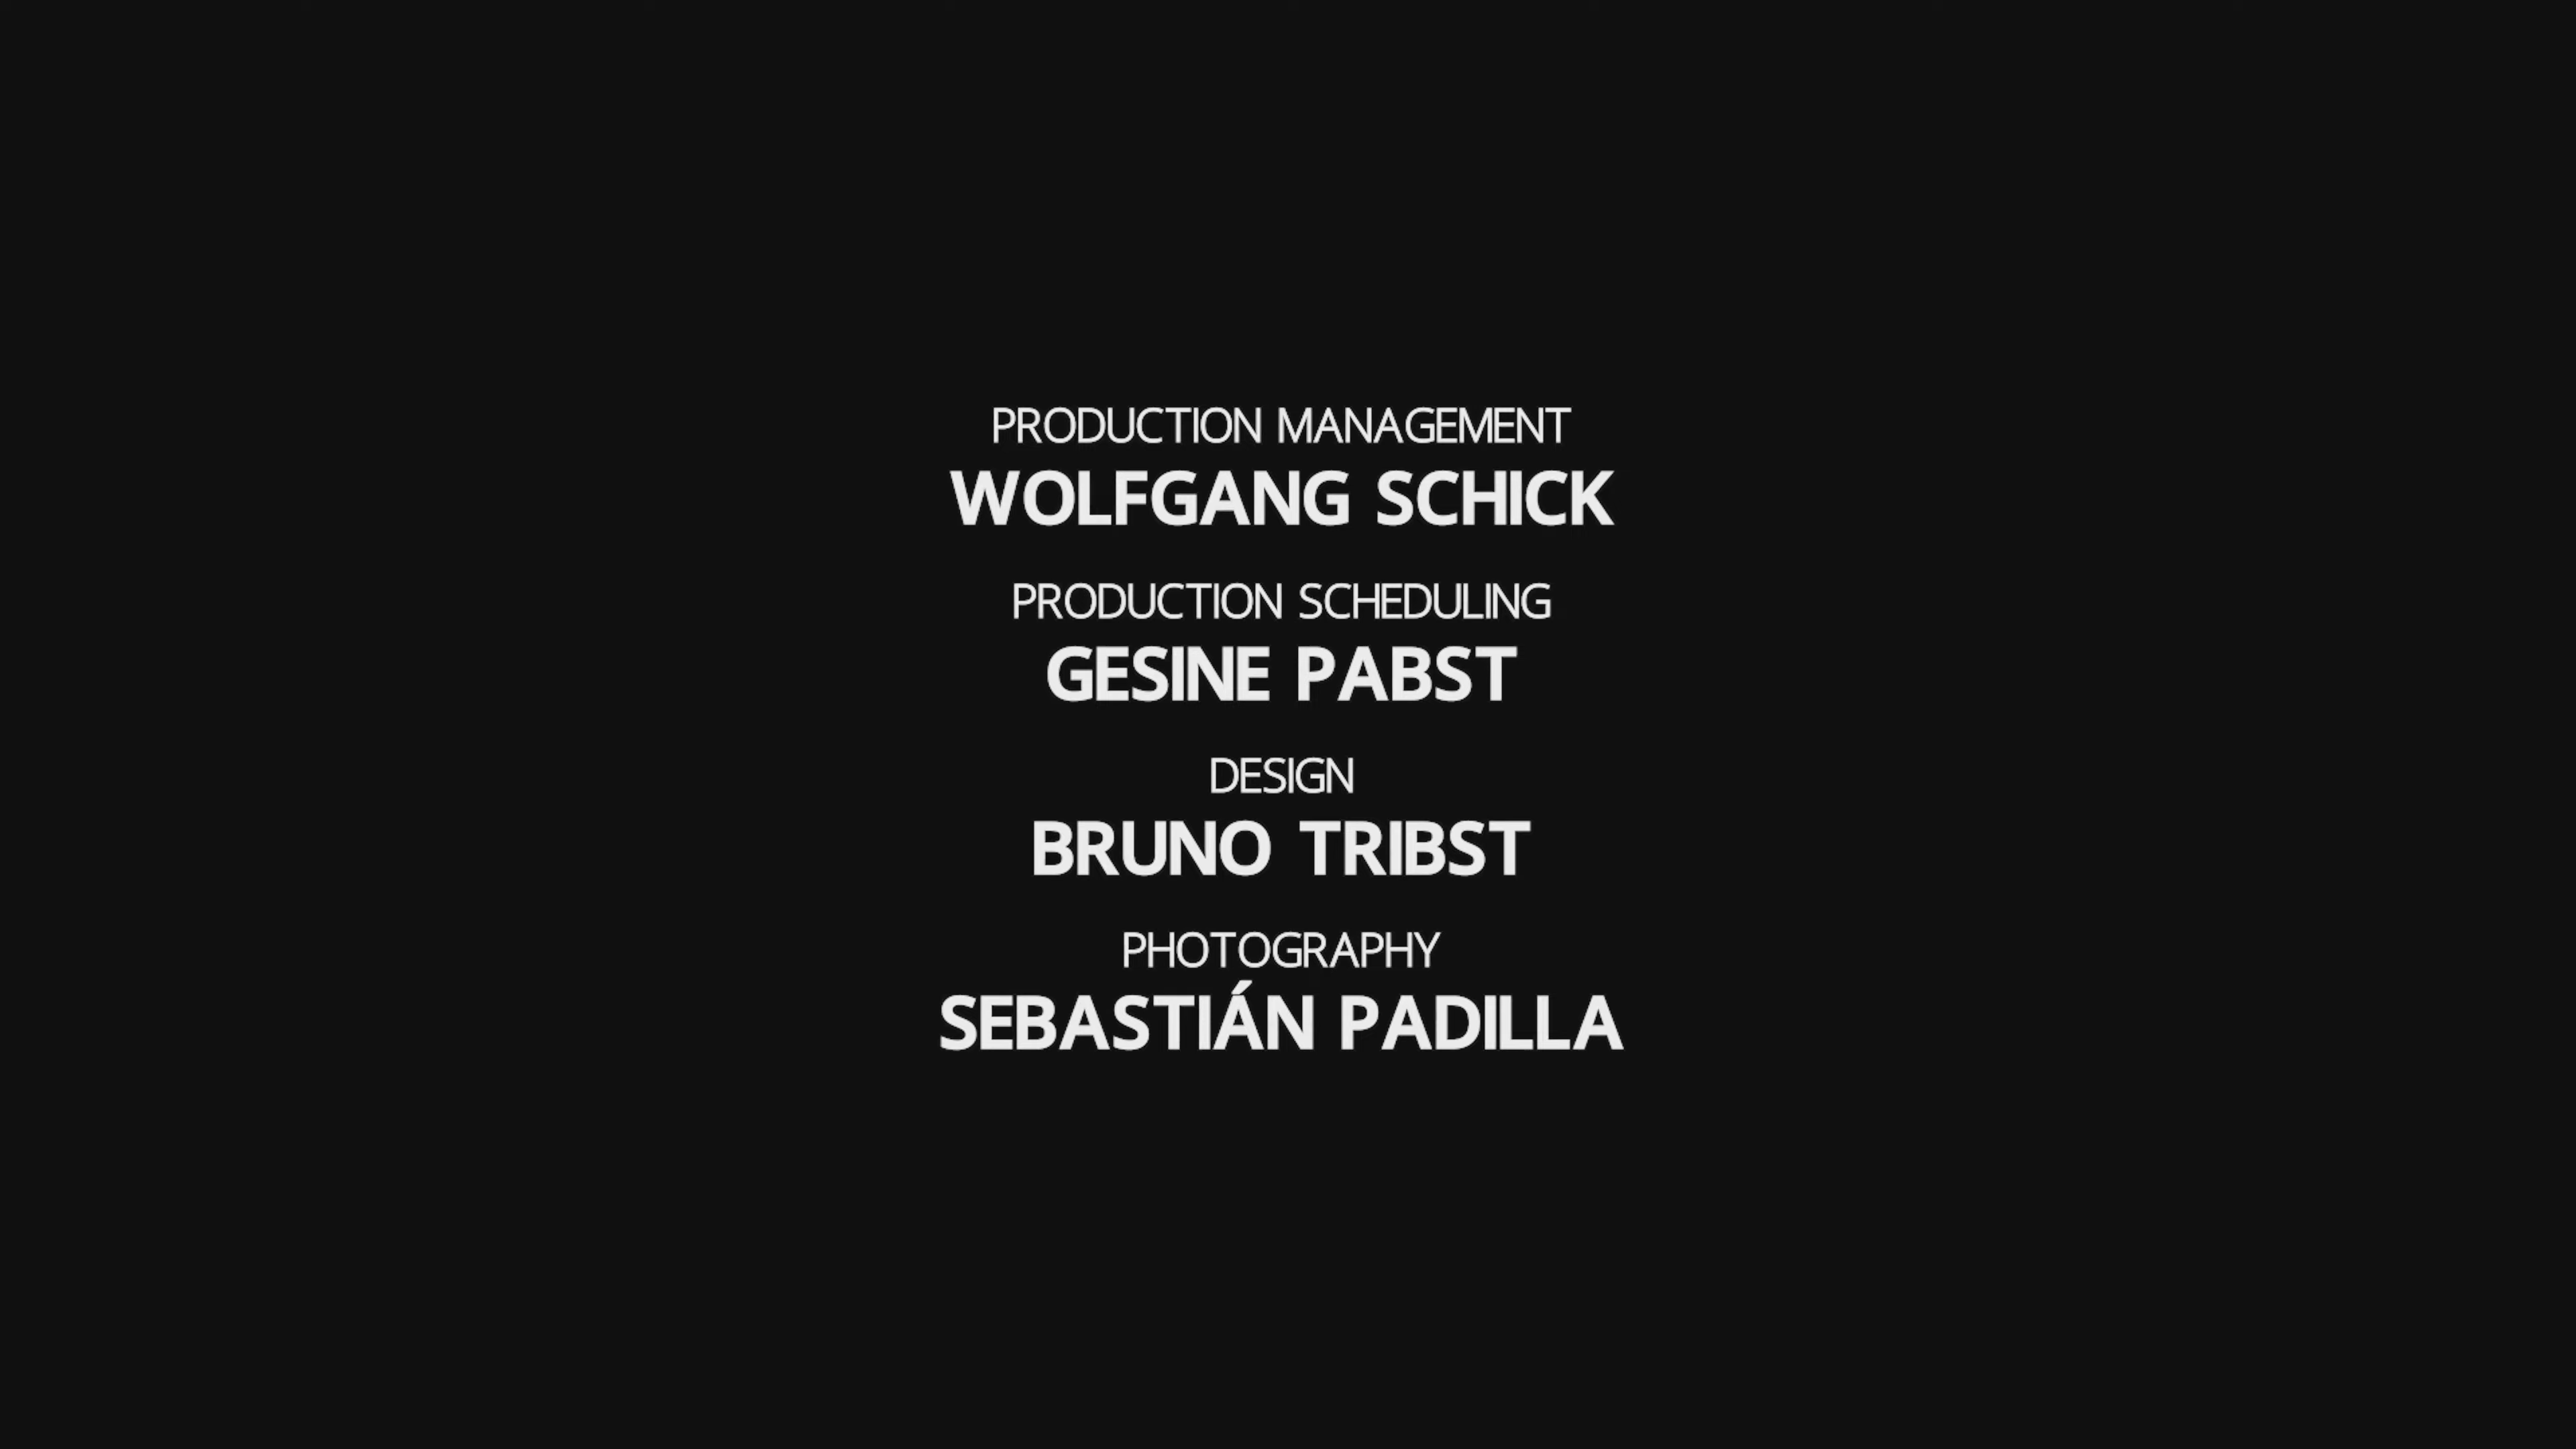 PRODUCTION MANAGEMENT
WOLFGANG SCHICK
PRODUCTION SCHEDULING
GESINE PABST
DESIGN
BRUNO TRIBST
PHOTOGRAPHY
SEBASTIÁN PADILLA